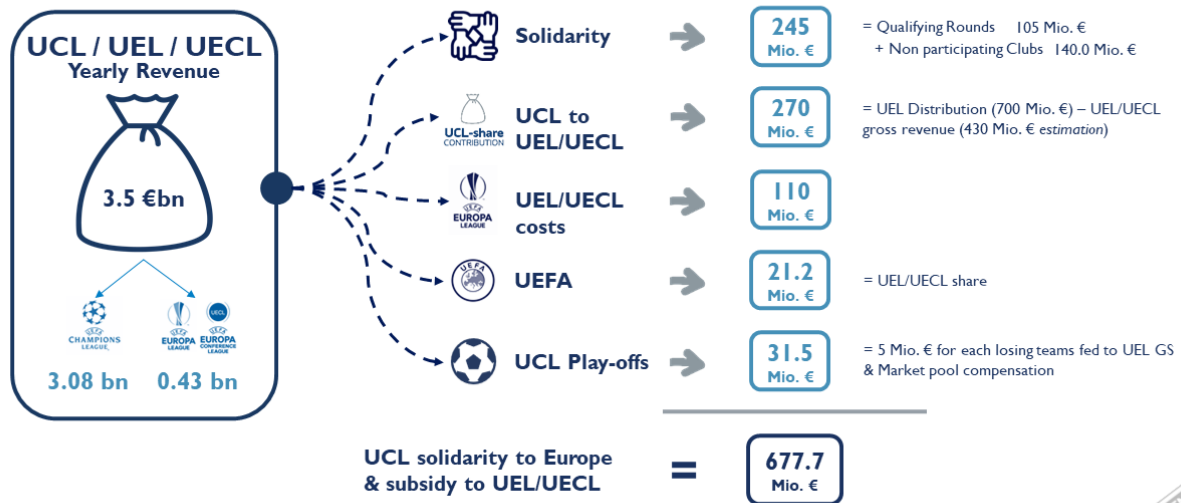 UCL / UEL / UECL
Yearly Revenue
3.5 €bn
UEFA
CHAMPIONS
LEAGUE
UEFA
EUROPA
LEAGUE
UECL
UEFA
EUROPA
CONFERENCE
LEAGUE
3.08 bn
0.43 bn
Solidarity
245
Mio. €
= Qualifying Rounds 105 Mio. €
+ Non participating Clubs 140.0 Mio. €
UCL-share
CONTRIBUTION
UCL to
UEL/UECL
270
Mio. €
= UEL Distribution (700 Mio. €) – UEL/UECL
gross revenue (430 Mio. € estimation)
UEFA
EUROPA
LEAGUE
UEL/UECL
costs
110
Mio. €
UEFA
UEFA
21.2
Mio. €
= UEL/UECL share
UCL Play-offs
31.5
Mio. €
= 5 Mio. € for each losing teams fed to UEL GS
& Market pool compensation
UCL solidarity to Europe
& subsidy to UEL/UECL
=
677.7
Mio. €